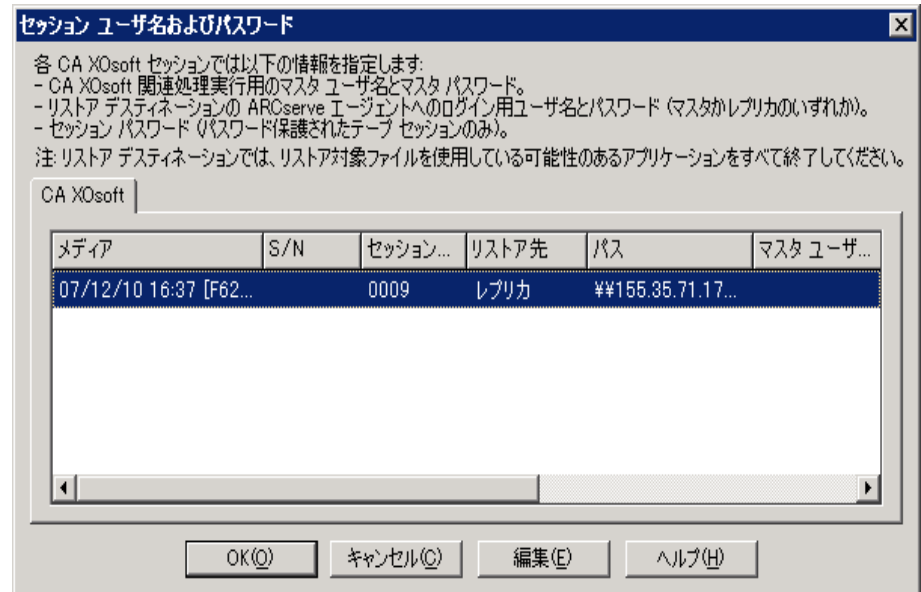 セッション ユーザ名およびパスワード
各 CA XOsoft セッションでは以下の情報を指定します:
- CA XOsoft 関連処理実行用のマスタ ユーザ名とマスタ パスワード。
- リストア デスティネーションの ARCserve エージェントへのログイン用ユーザ名とパスワード (マスタかレプリカのいずれか)。
- セッション パスワード (パスワード保護されたテープ セッションのみ)。
注: リストア デスティネーションでは、リストア対象ファイルを使用している可能性のあるアプリケーションをすべて終了してください。
CA XOsoft
メディア S/N セッション... リストア先 パス マスタ ユーザ...
07/12/10 16:37 [F62... 0009 レプリカ ¥¥155.35.71.17...
OK(O) キャンセル(C) 編集(E) ヘルプ(H)